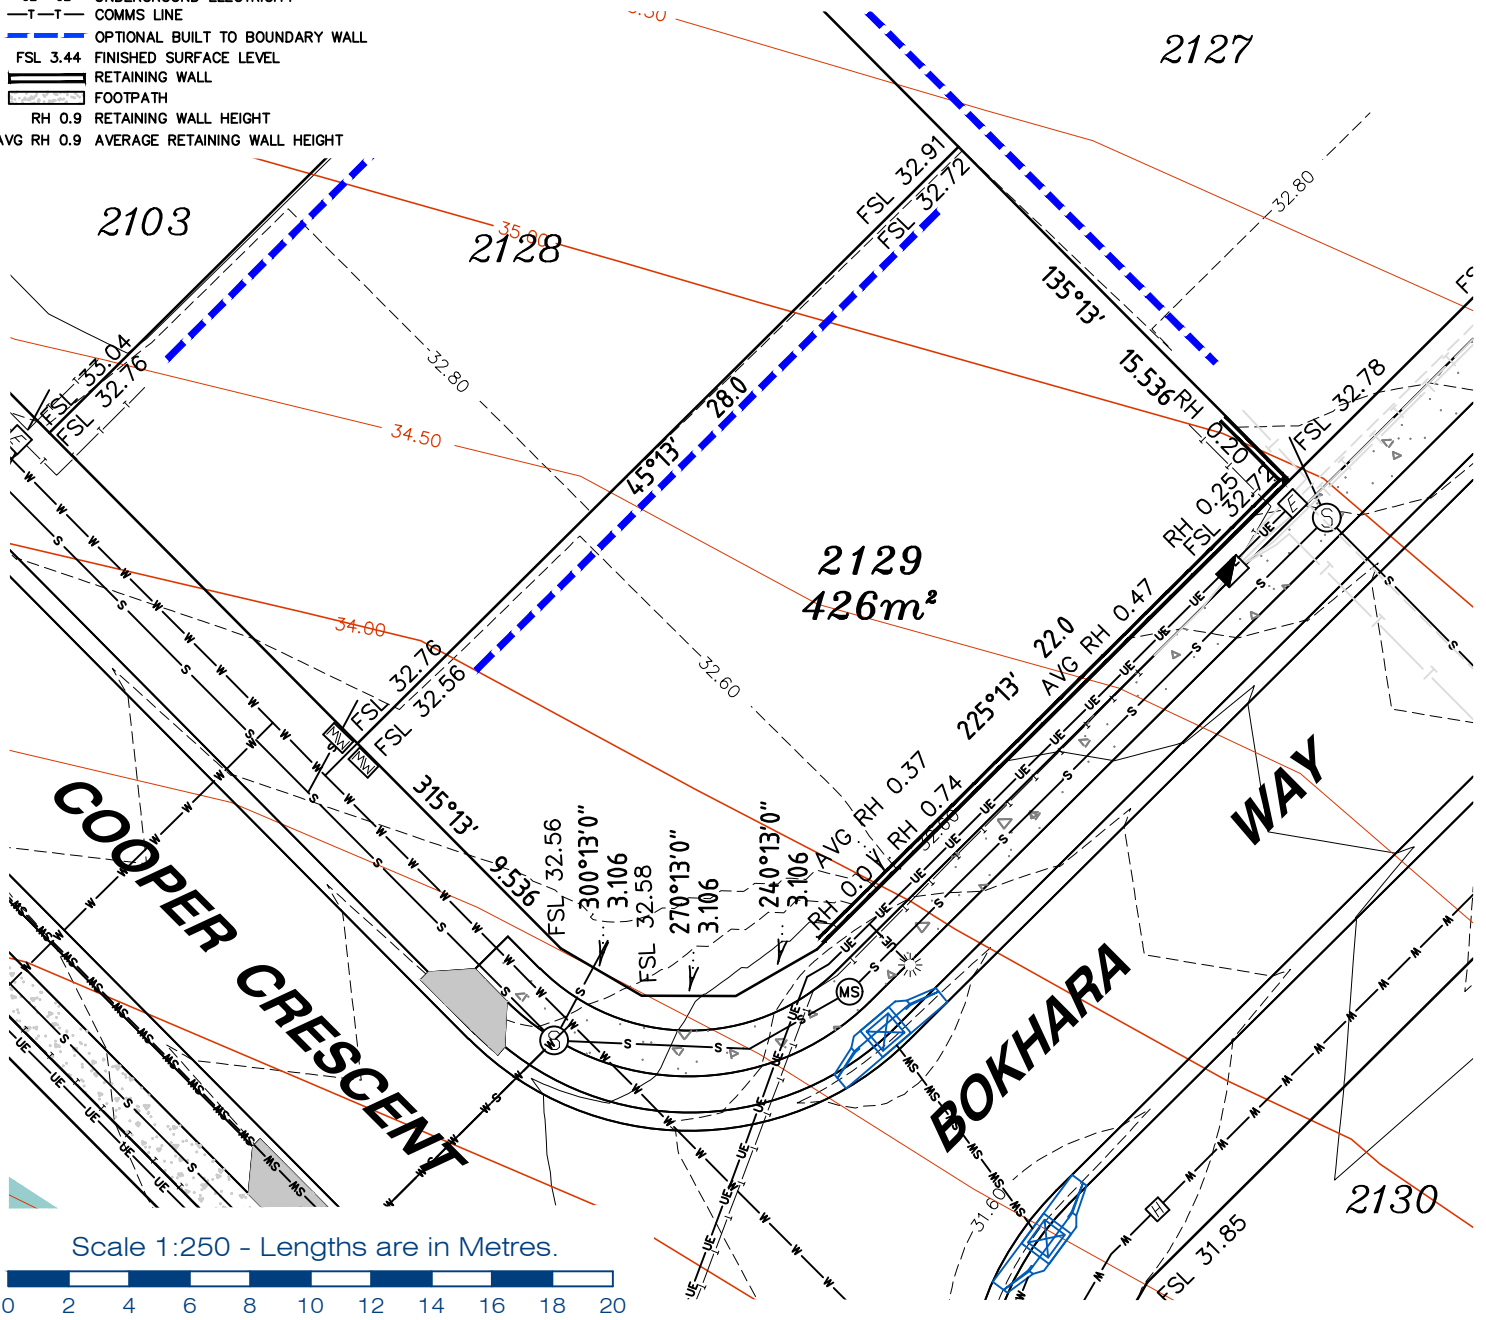 COMMS LINE
OPTIONAL BUILT TO BOUNDARY WALL
FSL 3.44 FINISHED SURFACE LEVEL
RETAINING WALL
FOOTPATH
RH 0.9 RETAINING WALL HEIGHT
AVG RH 0.9 AVERAGE RETAINING WALL HEIGHT
2127
2103
2128
35.00
FSL 32.91
FSL 32.72
32.80
135°13'
15.536
FSL 33.04
FSL 32.76
32.80
34.50
28.0
45°13'
RH 0.20
FSL 32.78
RH 0.25
FSL 32.72
E
S
2129
426m²
34.00
FSL 32.76
FSL 32.56
32.60
22.0
225°13'
AVG RH 0.47
MW
MW
315°13'
9.536
FSL 32.56
300°13'0"
3.106
FSL 32.58
270°13'0"
3.106
240°13'0"
3.106
AVG RH 0.37
RH 0.0
RH 0.74
32.60
COOPER CRESCENT
BOKHARA WAY
MS
S
H
31.60
2130
FSL 31.85
Scale 1:250 - Lengths are in Metres.
0 2 4 6 8 10 12 14 16 18 20